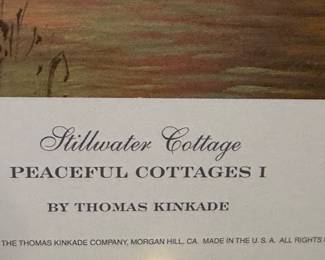 Stillwater Cottage
PEACEFUL COTTAGES I
BY THOMAS KINKADE
THE THOMAS KINKADE COMPANY, MORGAN HILL, CA. MADE IN THE U. S. A. ALL RIGHTS